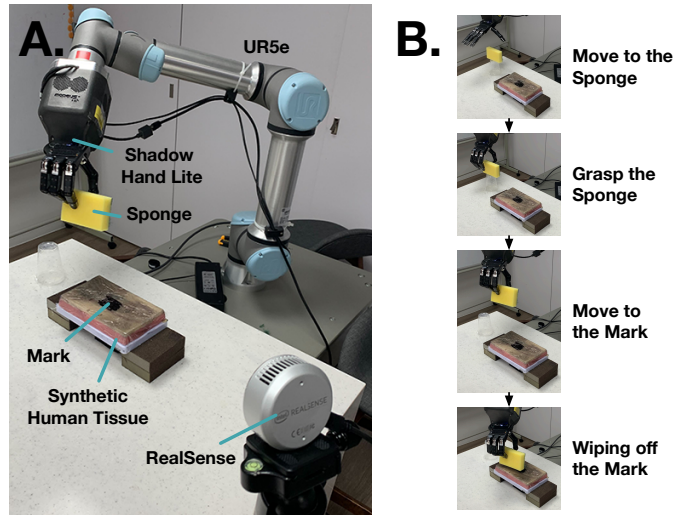 A.
UR5e
Shadow
Hand Lite
Sponge
Mark
Synthetic
Human Tissue
REALSENSE
RealSense
B.
Move to the
Sponge
Grasp the
Sponge
Move to
the Mark
Wiping off
the Mark